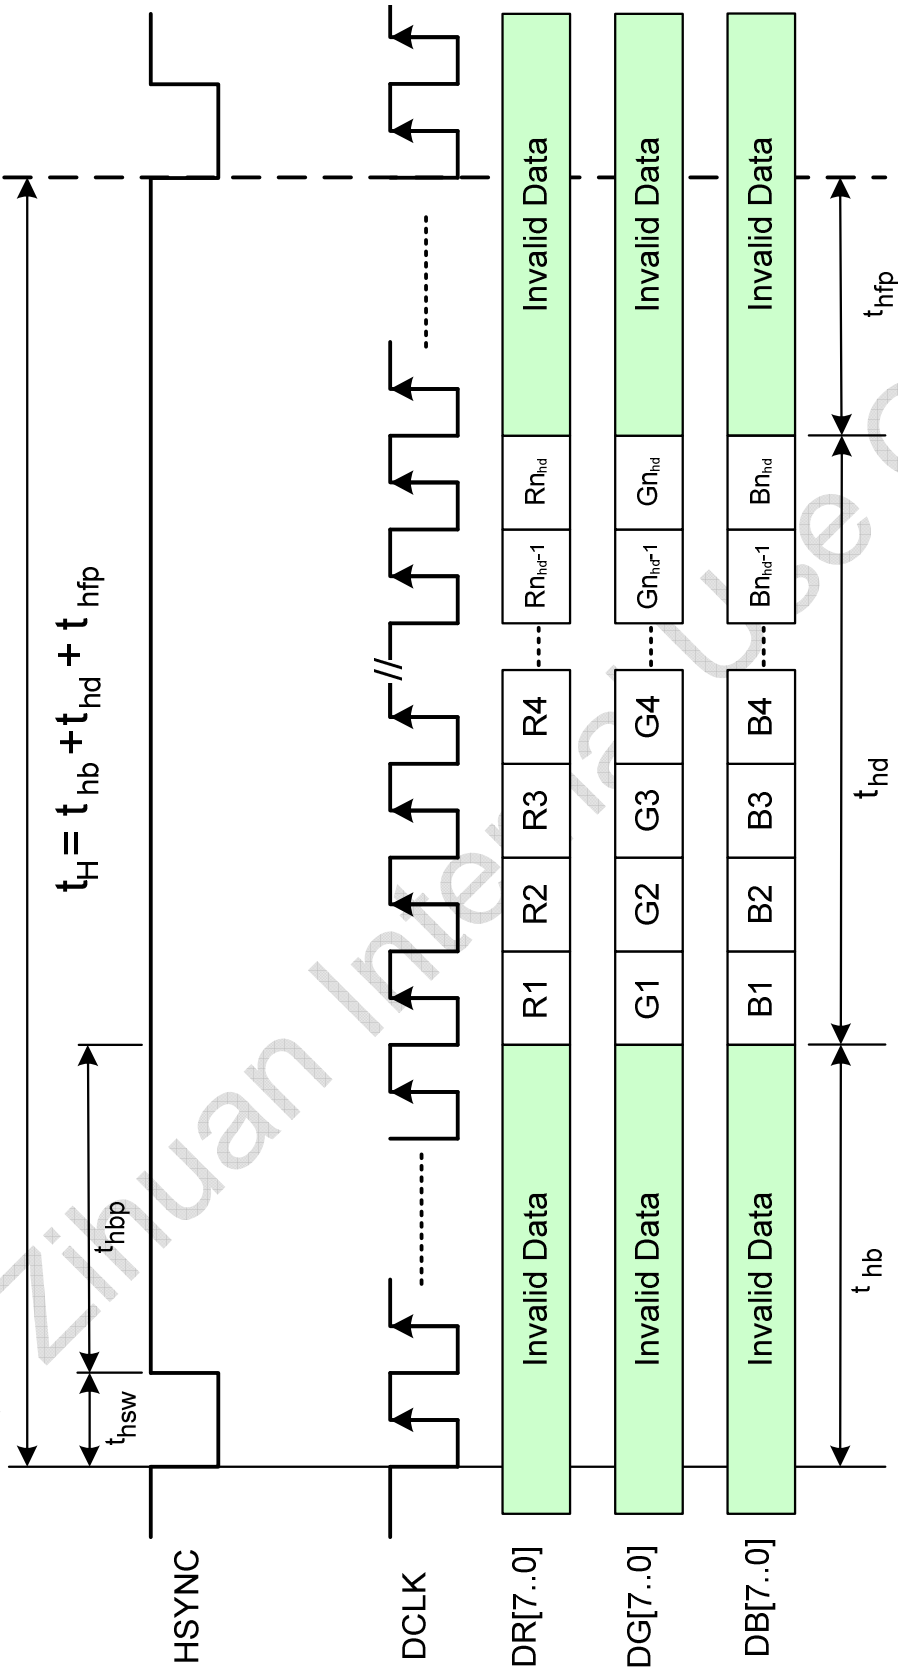 t_H = t_hb + t_hd + t_hfp
t_hsw
t_hbp
HSYNC
DCLK
//
DR[7..0]
Invalid Data R1 R2 R3 R4 Rn_hd-1 Rn_hd Invalid Data
DG[7..0]
Invalid Data G1 G2 G3 G4 Gn_hd-1 Gn_hd Invalid Data
DB[7..0]
Invalid Data B1 B2 B3 B4 Bn_hd-1 Bn_hd Invalid Data
t_hb t_hd t_hfp
Zihuan Internal Use